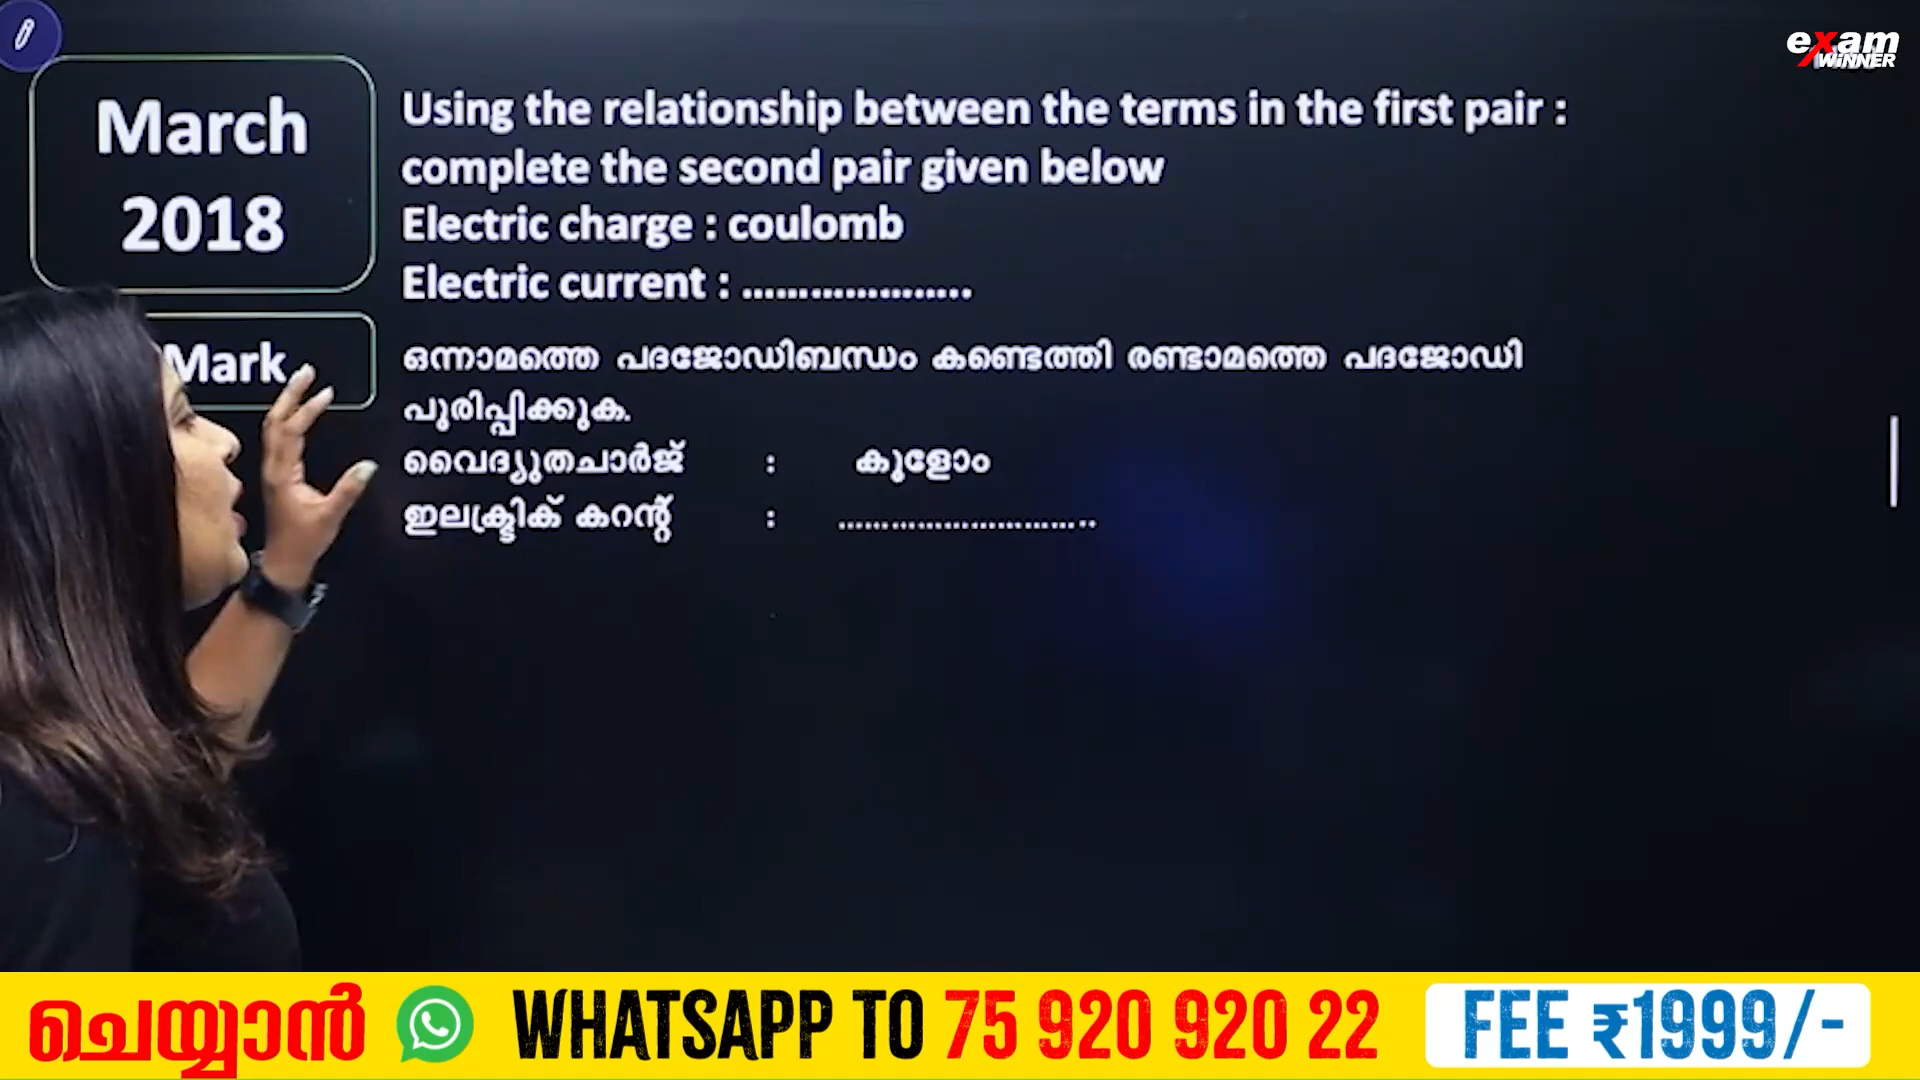 exam
WINNER
March
2018
Using the relationship between the terms in the first pair :
complete the second pair given below
Electric charge : coulomb
Electric current : ....................
Mark
ഒന്നാമത്തെ പദജോഡിബന്ധം കണ്ടെത്തി രണ്ടാമത്തെ പദജോഡി
പൂരിപ്പിക്കുക.
വൈദ്യുതചാർജ് : കൂളോം
ഇലക്ട്രിക് കറന്റ് : .............................
ചെയ്യാൻ WHATSAPP TO 75 920 920 22 FEE ₹1999/-